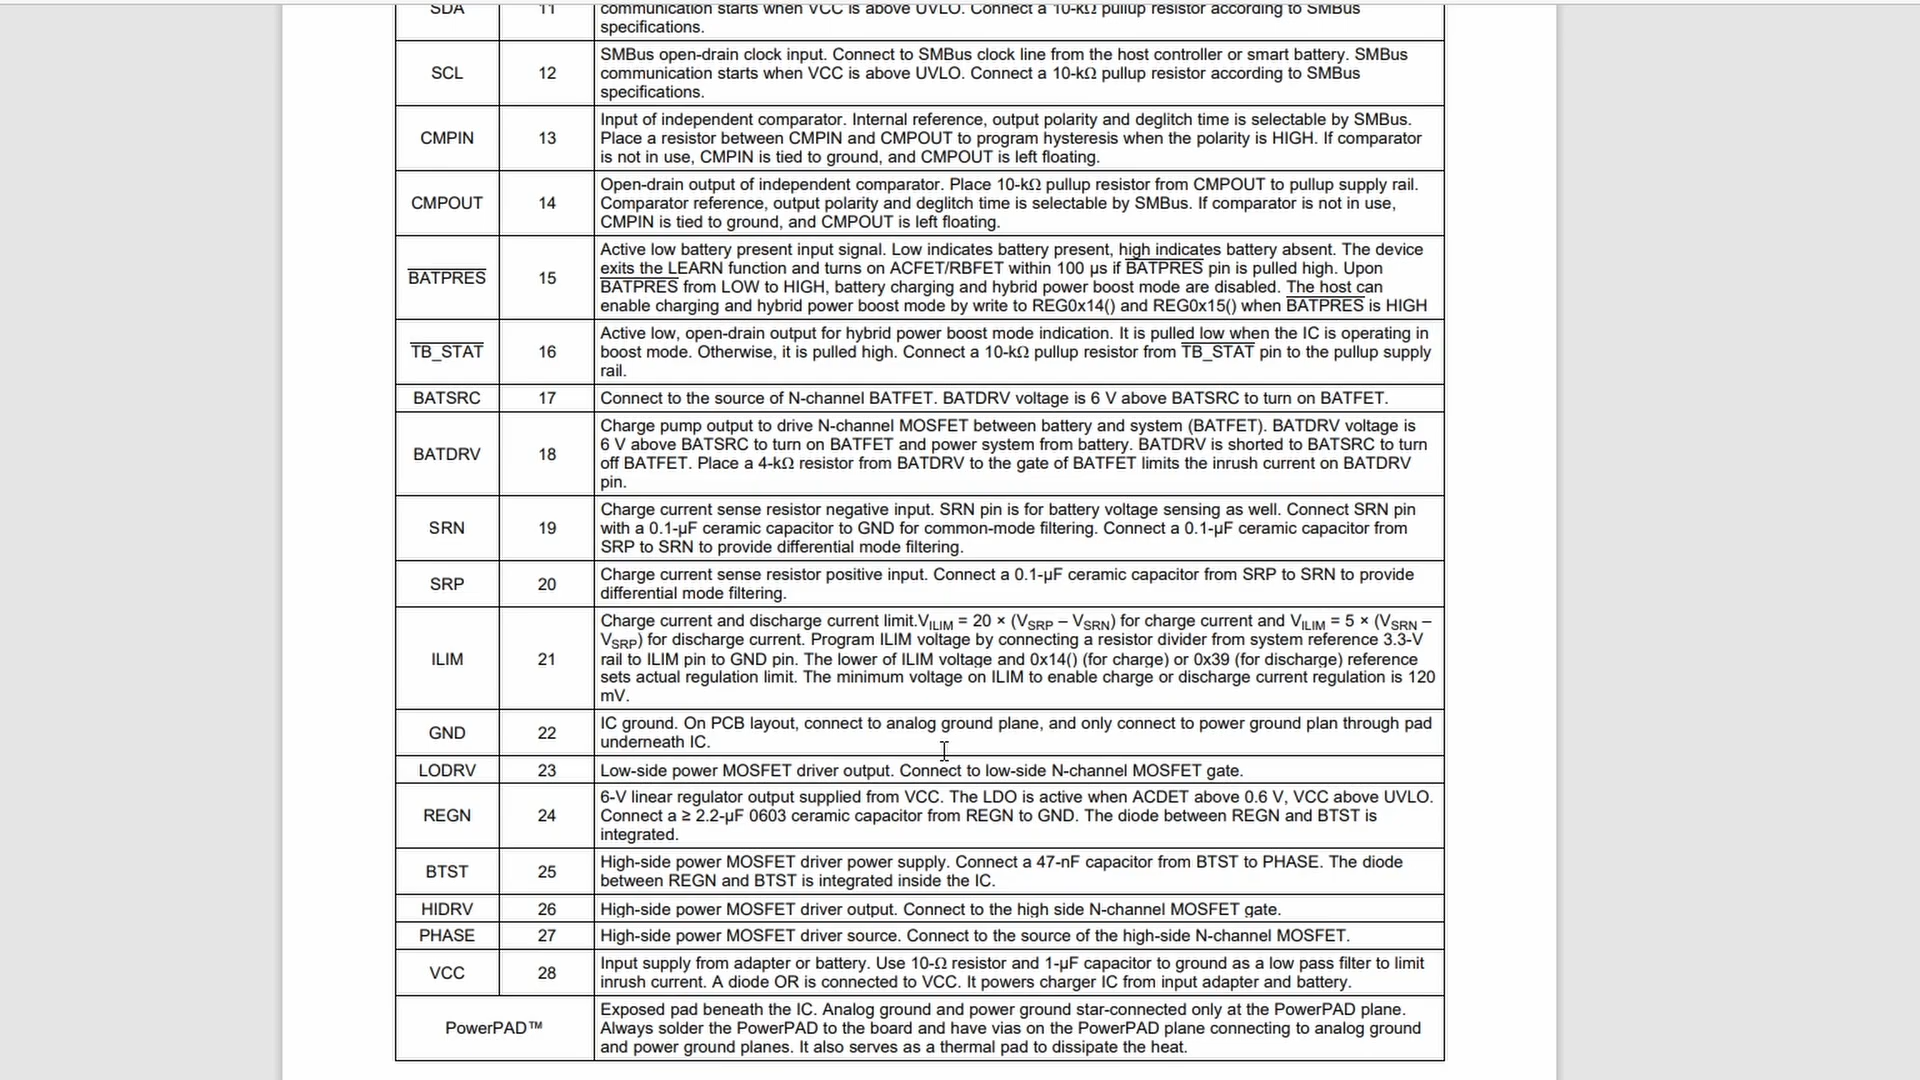 SDA 11 communication starts when VCC is above UVLO. Connect a 10-kΩ pullup resistor according to SMBus
specifications.
SCL 12 SMBus open-drain clock input. Connect to SMBus clock line from the host controller or smart battery. SMBus
communication starts when VCC is above UVLO. Connect a 10-kΩ pullup resistor according to SMBus
specifications.
CMPIN 13 Input of independent comparator. Internal reference, output polarity and deglitch time is selectable by SMBus.
Place a resistor between CMPIN and CMPOUT to program hysteresis when the polarity is HIGH. If comparator
is not in use, CMPIN is tied to ground, and CMPOUT is left floating.
CMPOUT 14 Open-drain output of independent comparator. Place 10-kΩ pullup resistor from CMPOUT to pullup supply rail.
Comparator reference, output polarity and deglitch time is selectable by SMBus. If comparator is not in use,
CMPIN is tied to ground, and CMPOUT is left floating.
BATPRES 15 Active low battery present input signal. Low indicates battery present, high indicates battery absent. The device
exits the LEARN function and turns on ACFET/RBFET within 100 µs if BATPRES pin is pulled high. Upon
BATPRES from LOW to HIGH, battery charging and hybrid power boost mode are disabled. The host can
enable charging and hybrid power boost mode by write to REG0x14() and REG0x15() when BATPRES is HIGH
TB_STAT 16 Active low, open-drain output for hybrid power boost mode indication. It is pulled low when the IC is operating in
boost mode. Otherwise, it is pulled high. Connect a 10-kΩ pullup resistor from TB_STAT pin to the pullup supply
rail.
BATSRC 17 Connect to the source of N-channel BATFET. BATDRV voltage is 6 V above BATSRC to turn on BATFET.
BATDRV 18 Charge pump output to drive N-channel MOSFET between battery and system (BATFET). BATDRV voltage is
6 V above BATSRC to turn on BATFET and power system from battery. BATDRV is shorted to BATSRC to turn
off BATFET. Place a 4-kΩ resistor from BATDRV to the gate of BATFET limits the inrush current on BATDRV
pin.
SRN 19 Charge current sense resistor negative input. SRN pin is for battery voltage sensing as well. Connect SRN pin
with a 0.1-µF ceramic capacitor to GND for common-mode filtering. Connect a 0.1-µF ceramic capacitor from
SRP to SRN to provide differential mode filtering.
SRP 20 Charge current sense resistor positive input. Connect a 0.1-µF ceramic capacitor from SRP to SRN to provide
differential mode filtering.
ILIM 21 Charge current and discharge current limit.VILIM = 20 × (VSRP – VSRN) for charge current and VILIM = 5 × (VSRN –
VSRP) for discharge current. Program ILIM voltage by connecting a resistor divider from system reference 3.3-V
rail to ILIM pin to GND pin. The lower of ILIM voltage and 0x14() (for charge) or 0x39 (for discharge) reference
sets actual regulation limit. The minimum voltage on ILIM to enable charge or discharge current regulation is 120
mV.
GND 22 IC ground. On PCB layout, connect to analog ground plane, and only connect to power ground plan through pad
underneath IC.
LODRV 23 Low-side power MOSFET driver output. Connect to low-side N-channel MOSFET gate.
REGN 24 6-V linear regulator output supplied from VCC. The LDO is active when ACDET above 0.6 V, VCC above UVLO.
Connect a ≥ 2.2-µF 0603 ceramic capacitor from REGN to GND. The diode between REGN and BTST is
integrated.
BTST 25 High-side power MOSFET driver power supply. Connect a 47-nF capacitor from BTST to PHASE. The diode
between REGN and BTST is integrated inside the IC.
HIDRV 26 High-side power MOSFET driver output. Connect to the high side N-channel MOSFET gate.
PHASE 27 High-side power MOSFET driver source. Connect to the source of the high-side N-channel MOSFET.
VCC 28 Input supply from adapter or battery. Use 10-Ω resistor and 1-µF capacitor to ground as a low pass filter to limit
inrush current. A diode OR is connected to VCC. It powers charger IC from input adapter and battery.
PowerPAD™ Exposed pad beneath the IC. Analog ground and power ground star-connected only at the PowerPAD plane.
Always solder the PowerPAD to the board and have vias on the PowerPAD plane connecting to analog ground
and power ground planes. It also serves as a thermal pad to dissipate the heat.